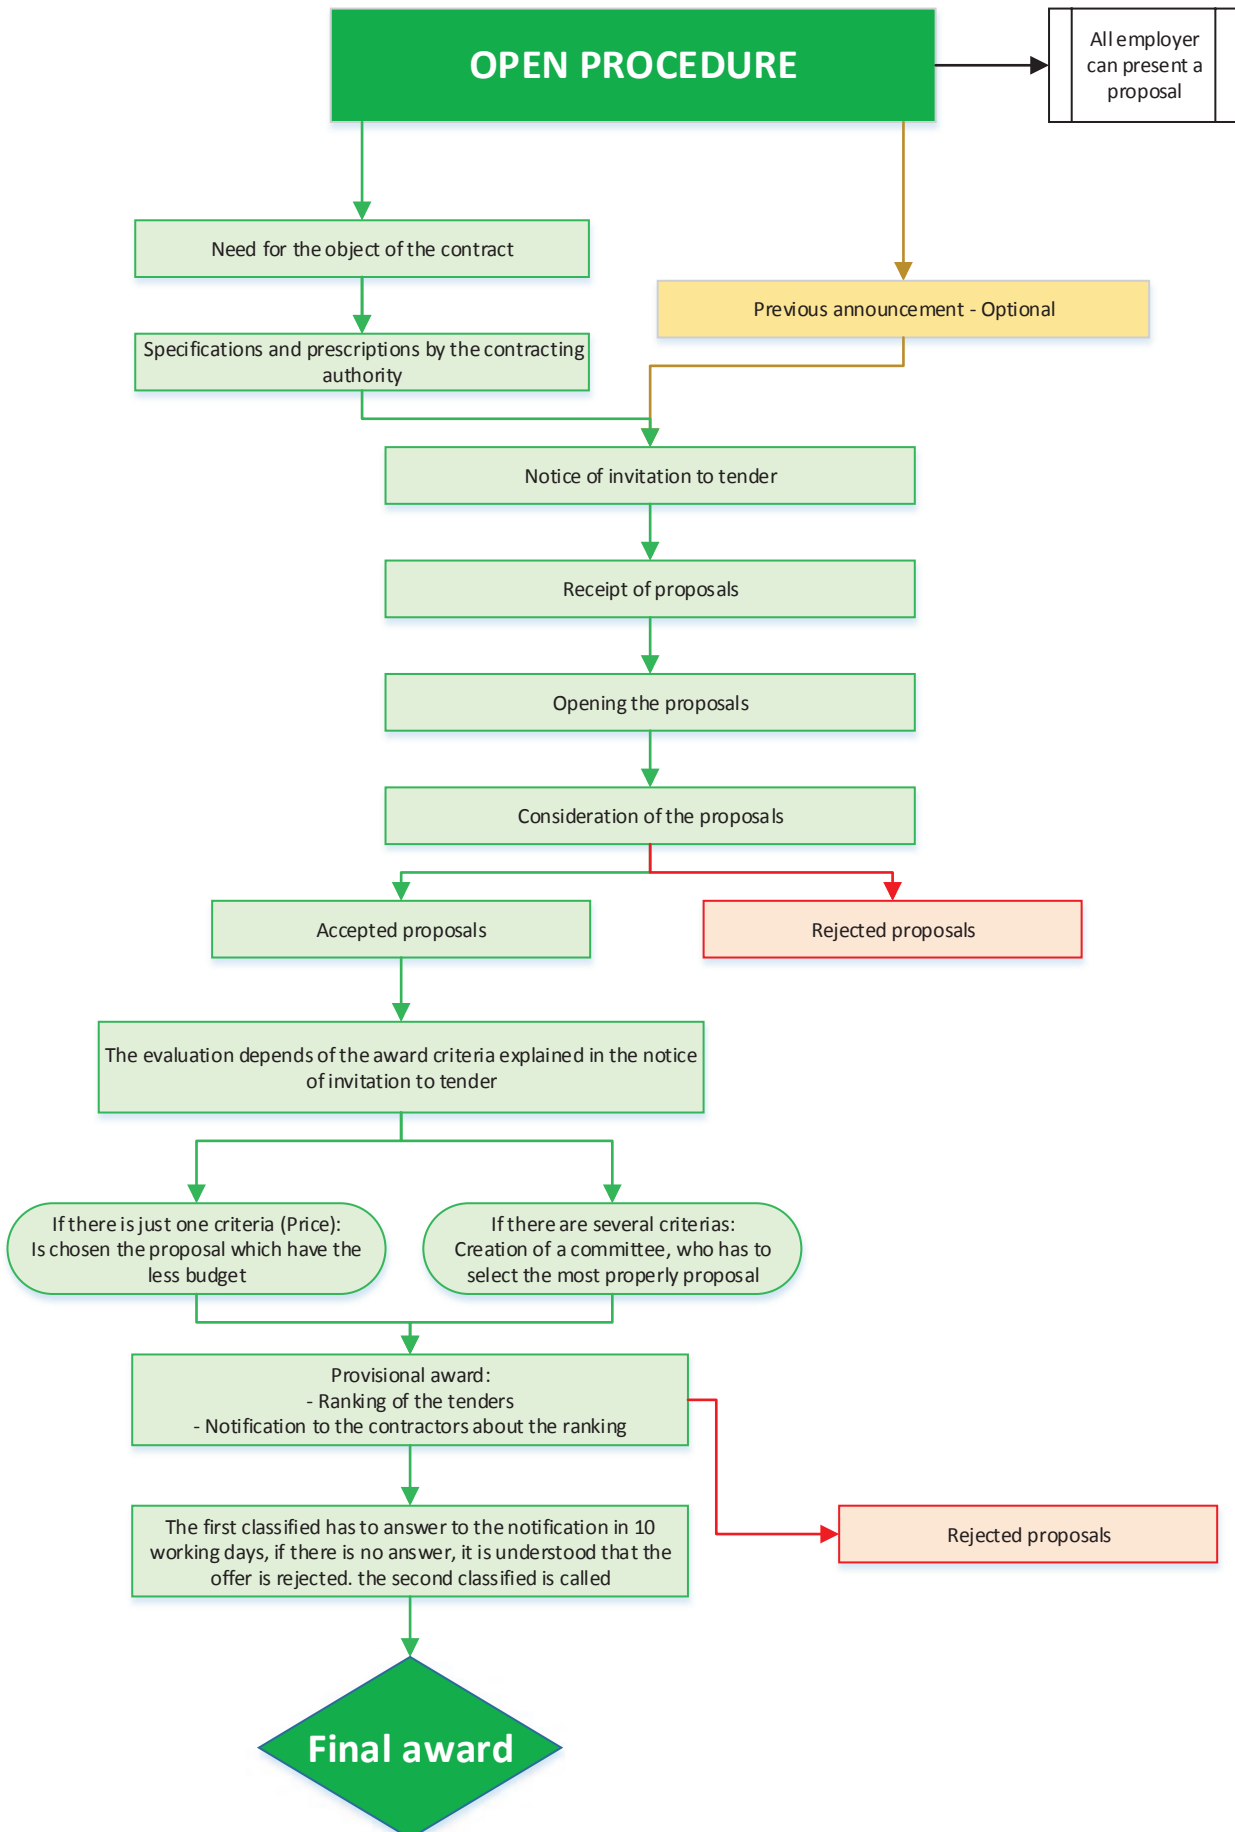 OPEN PROCEDURE
All employer
can present a
proposal
Need for the object of the contract
Previous announcement - Optional
Specifications and prescriptions by the contracting
authority
Notice of invitation to tender
Receipt of proposals
Opening the proposals
Consideration of the proposals
Accepted proposals
Rejected proposals
The evaluation depends of the award criteria explained in the notice
of invitation to tender
If there is just one criteria (Price):
Is chosen the proposal which have the
less budget
If there are several criterias:
Creation of a committee, who has to
select the most properly proposal
Provisional award:
- Ranking of the tenders
- Notification to the contractors about the ranking
The first classified has to answer to the notification in 10
working days, if there is no answer, it is understood that the
offer is rejected. the second classified is called
Rejected proposals
Final award